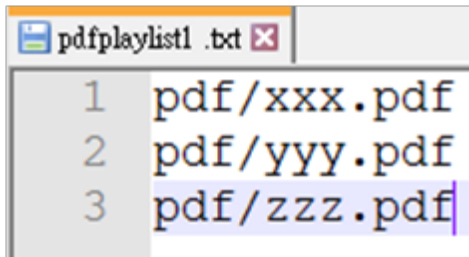 pdfplaylist1 .txt
1 pdf/xxx.pdf
2 pdf/yyy.pdf
3 pdf/zzz.pdf